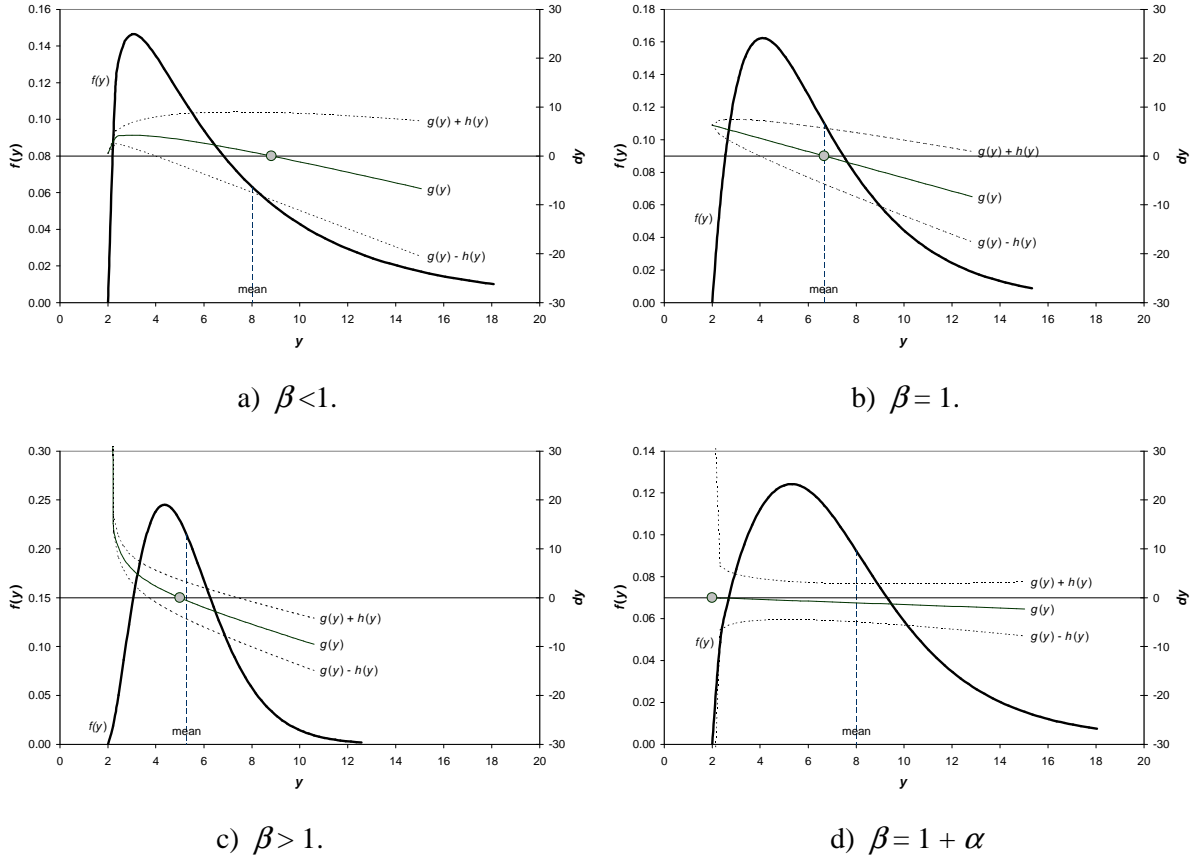 0.16
0.14
0.12
0.10
0.08
0.06
0.04
0.02
0.00
f(y)
30
20
10
0
-10
-20
-30
dy
f(y)
g(y) + h(y)
g(y)
g(y) - h(y)
mean
0 2 4 6 8 10 12 14 16 18 20
y
a) β <1.
0.18
0.16
0.14
0.12
0.10
0.08
0.06
0.04
0.02
0.00
f(y)
30
20
10
0
-10
-20
-30
dy
g(y) + h(y)
g(y)
f(y)
g(y) - h(y)
mean
0 2 4 6 8 10 12 14 16 18 20
y
b) β = 1.
0.30
0.25
0.20
0.15
0.10
0.05
0.00
f(y)
30
20
10
0
-10
-20
-30
dy
g(y) + h(y)
g(y)
g(y) - h(y)
f(y)
mean
0 2 4 6 8 10 12 14 16 18 20
y
c) β > 1.
0.14
0.12
0.10
0.08
0.06
0.04
0.02
0.00
f(y)
30
20
10
0
-10
-20
-30
dy
g(y) + h(y)
g(y)
g(y) - h(y)
f(y)
mean
0 2 4 6 8 10 12 14 16 18 20
y
d) β = 1 + α